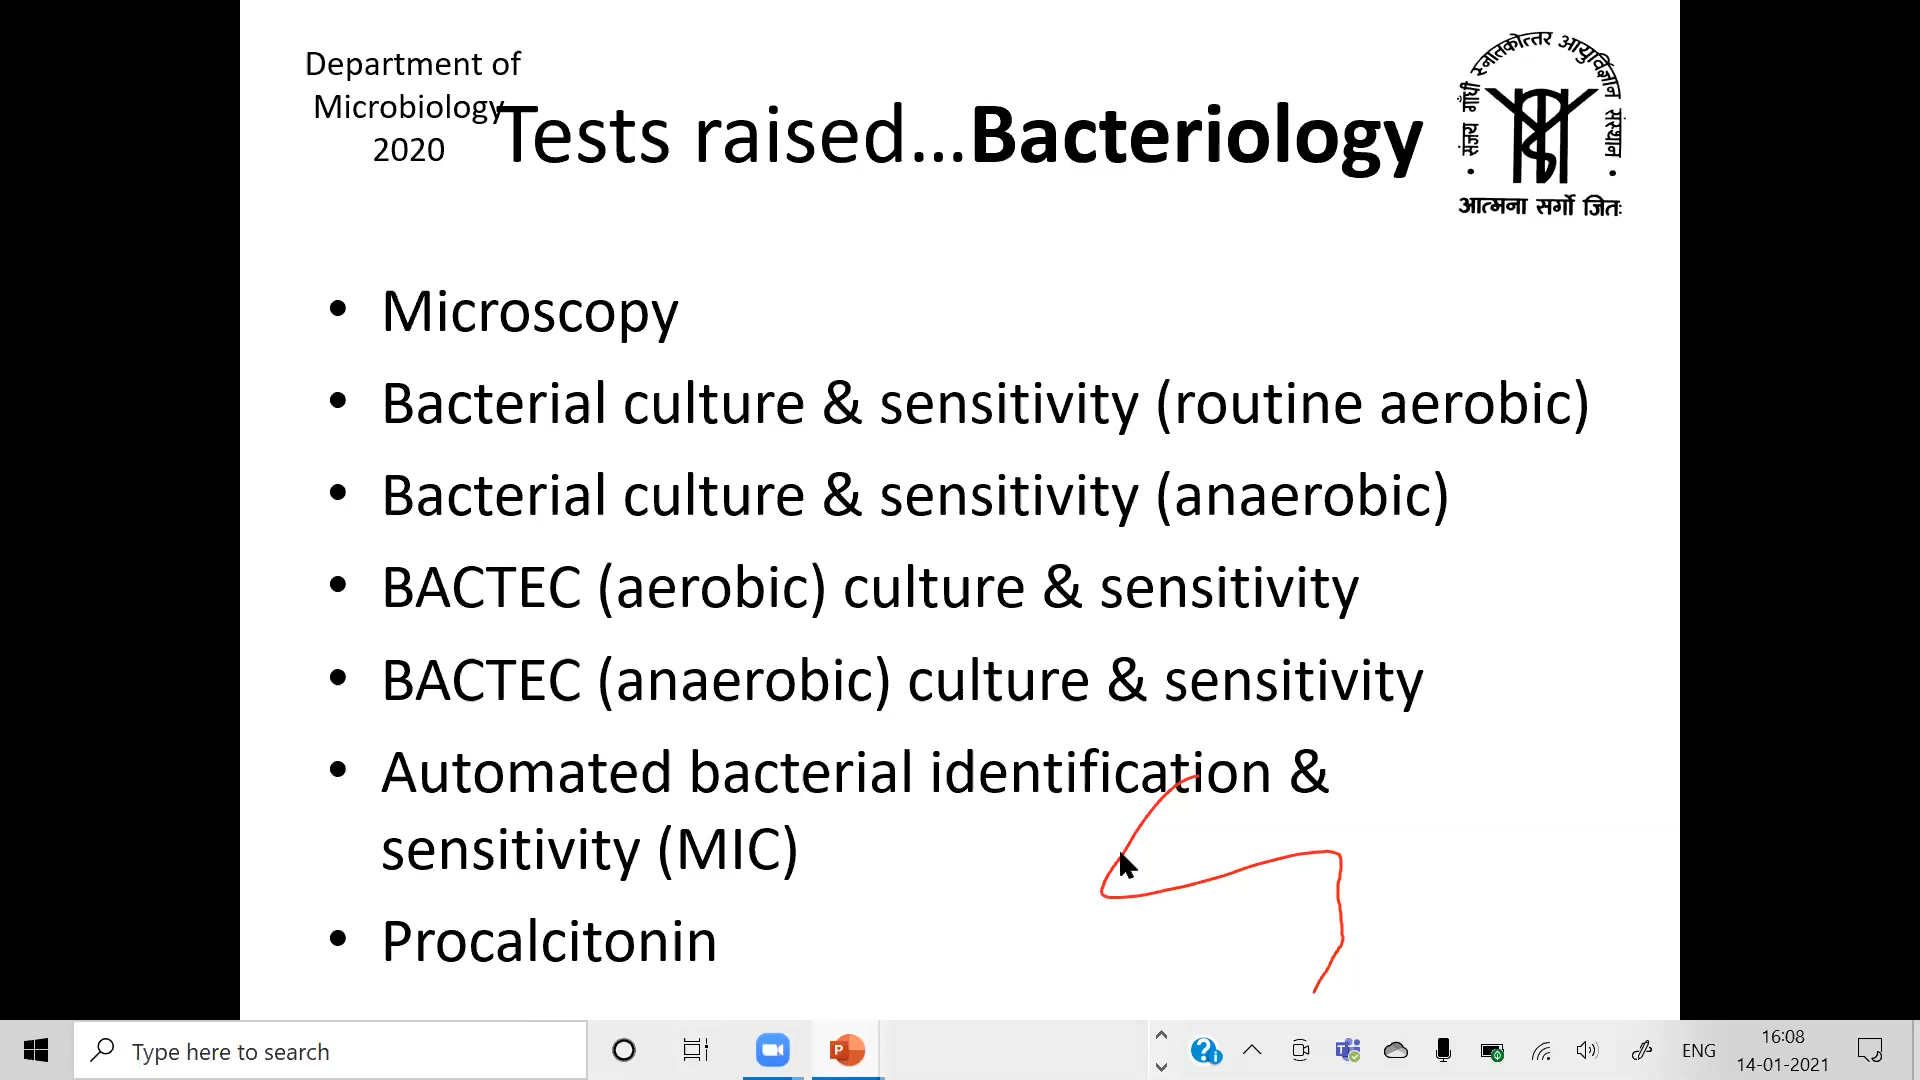 Department of
Microbiology
2020
Tests raised...Bacteriology
संजय गाँधी स्नातकोत्तर आयुर्विज्ञान संस्थान
आत्मना सर्गो जितः
• Microscopy
• Bacterial culture & sensitivity (routine aerobic)
• Bacterial culture & sensitivity (anaerobic)
• BACTEC (aerobic) culture & sensitivity
• BACTEC (anaerobic) culture & sensitivity
• Automated bacterial identification &
sensitivity (MIC)
• Procalcitonin
Type here to search
ENG
16:08
14-01-2021